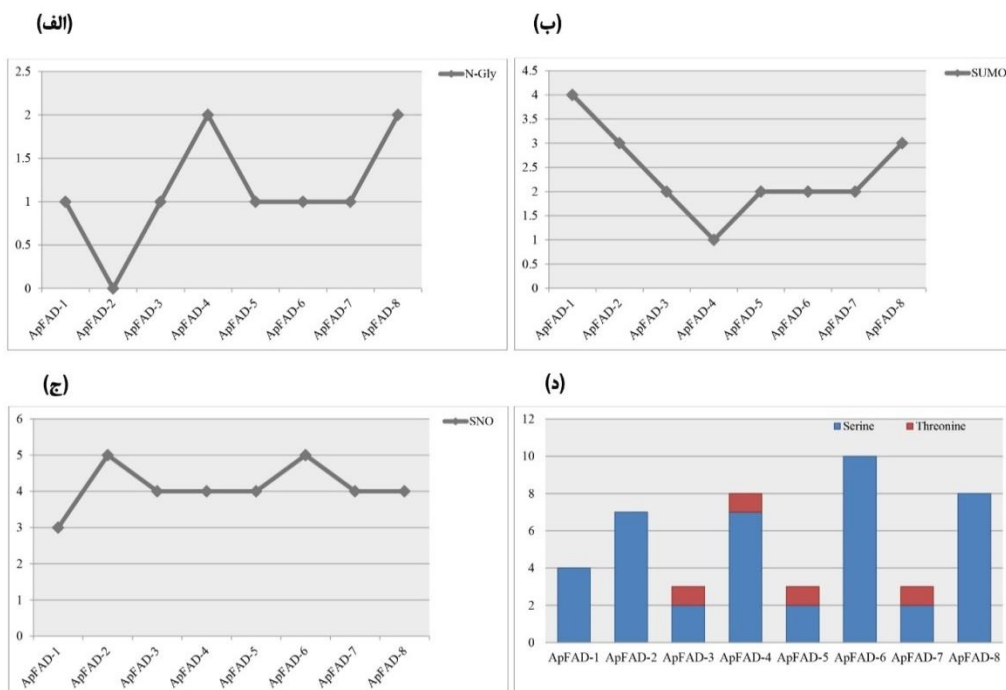 (الف)
N-Gly
2.5
2
1.5
1
0.5
0
ApFAD-1 ApFAD-2 ApFAD-3 ApFAD-4 ApFAD-5 ApFAD-6 ApFAD-7 ApFAD-8
(ب)
SUMO
4.5
4
3.5
3
2.5
2
1.5
1
0.5
0
ApFAD-1 ApFAD-2 ApFAD-3 ApFAD-4 ApFAD-5 ApFAD-6 ApFAD-7 ApFAD-8
(ج)
SNO
6
5
4
3
2
1
0
ApFAD-1 ApFAD-2 ApFAD-3 ApFAD-4 ApFAD-5 ApFAD-6 ApFAD-7 ApFAD-8
(د)
Serine Threonine
12
10
8
6
4
2
0
ApFAD-1 ApFAD-2 ApFAD-3 ApFAD-4 ApFAD-5 ApFAD-6 ApFAD-7 ApFAD-8